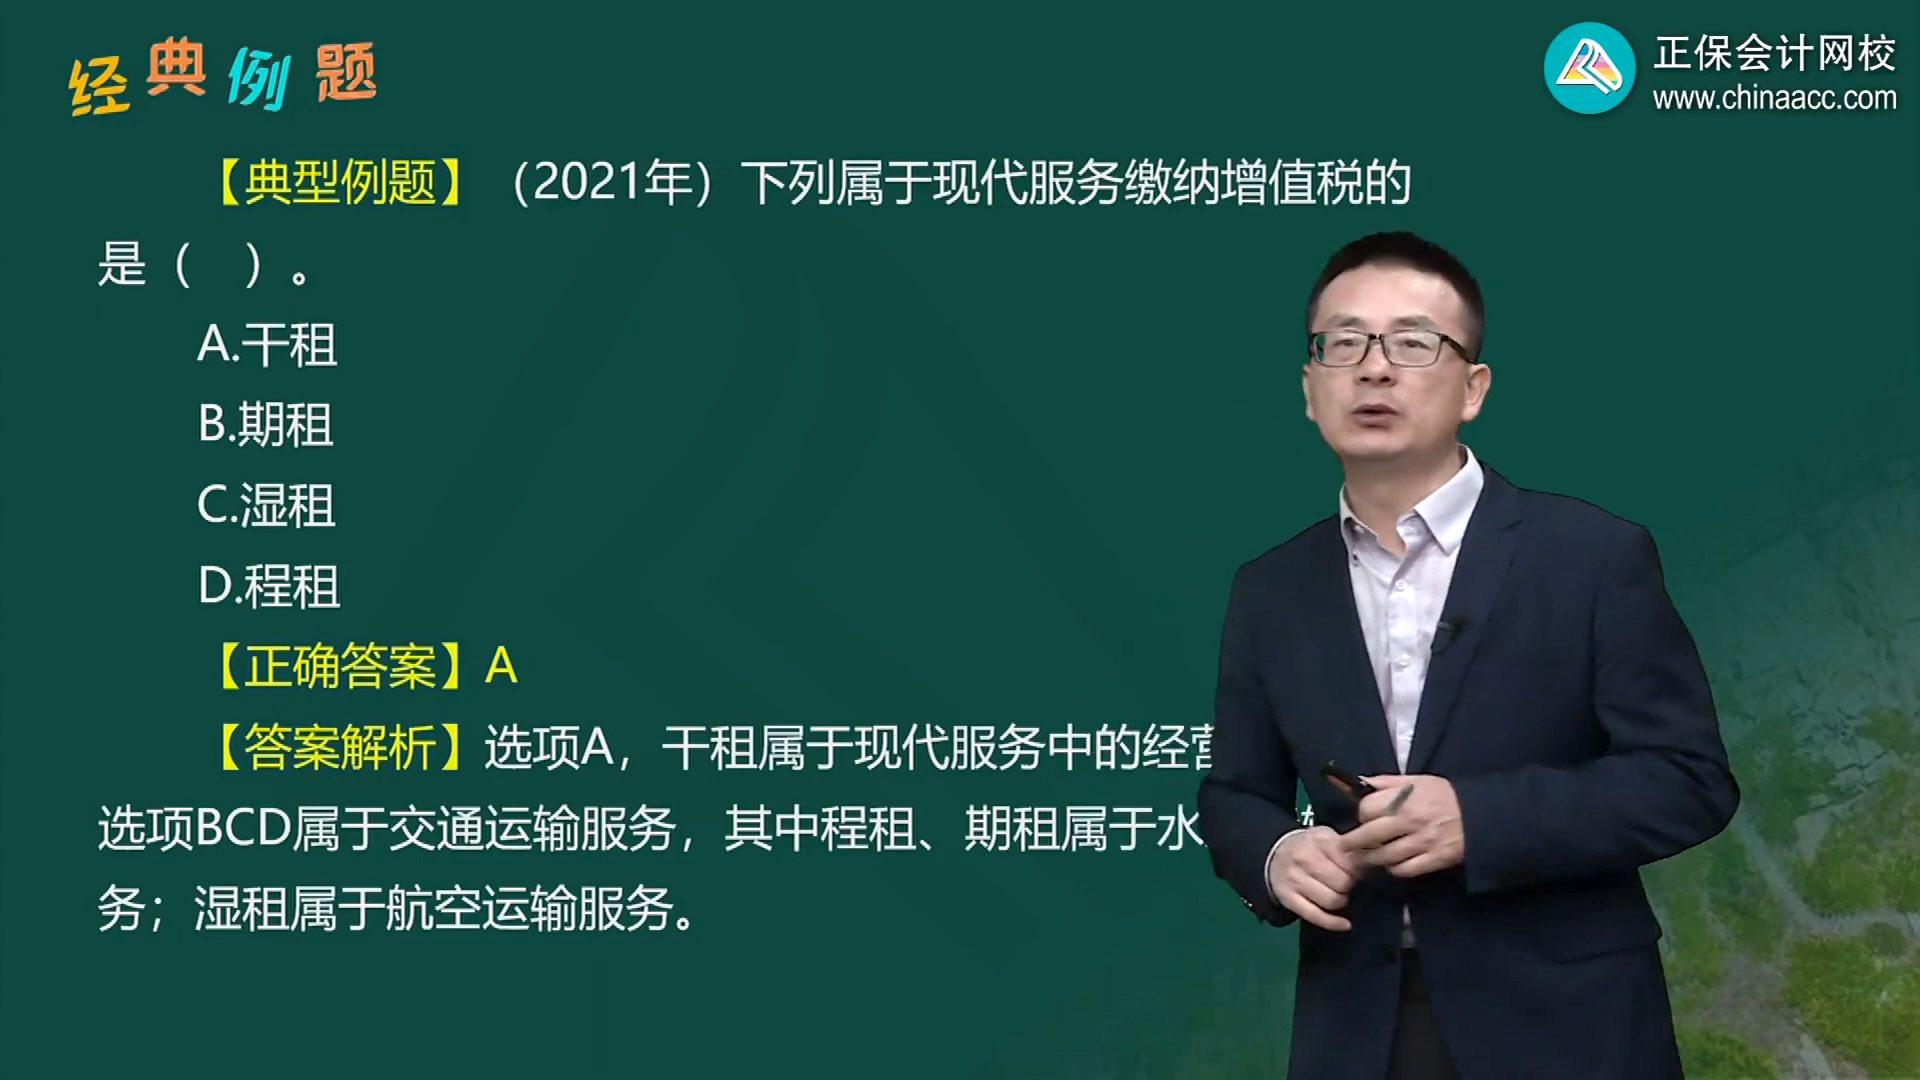 经典例题
正保会计网校
www.chinaacc.com
【典型例题】（2021年）下列属于现代服务缴纳增值税的
是（　）。
A.干租
B.期租
C.湿租
D.程租
【正确答案】A
【答案解析】选项A，干租属于现代服务中的经
选项BCD属于交通运输服务，其中程租、期租属于水
务；湿租属于航空运输服务。